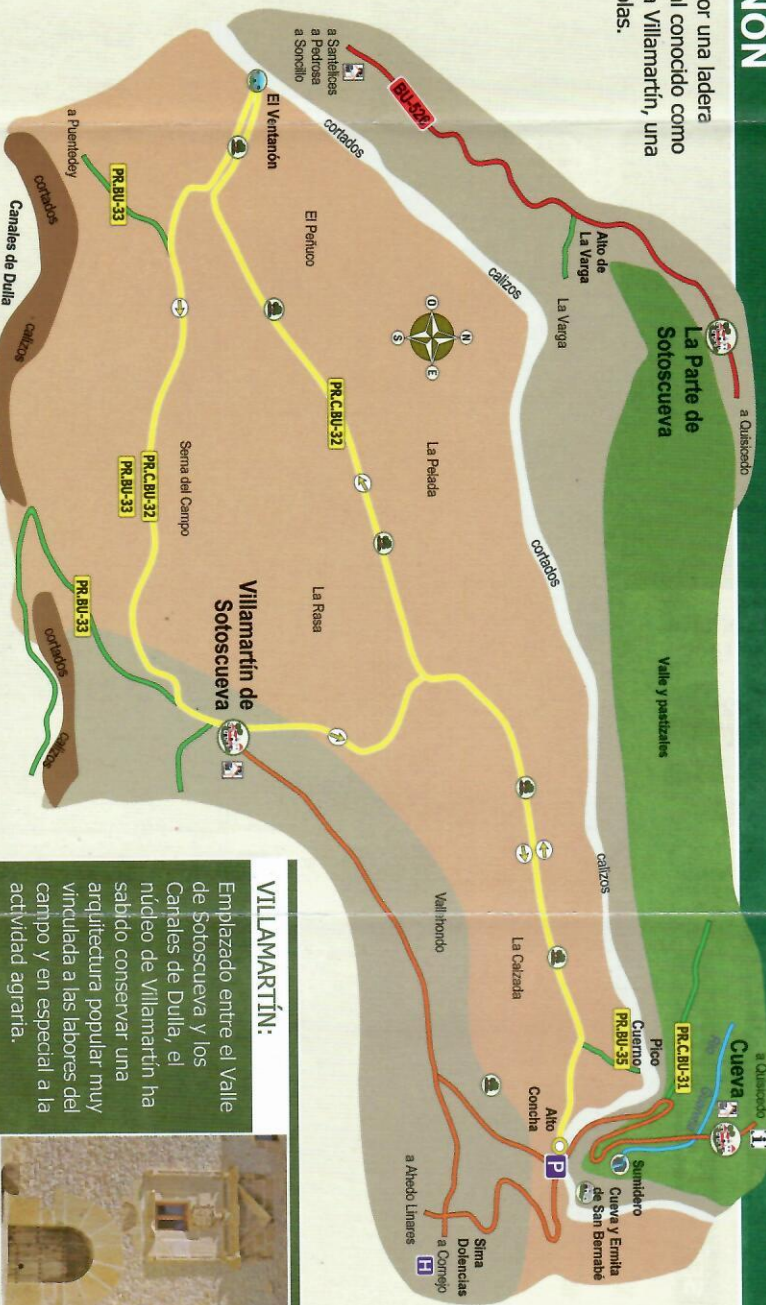 NÓN
or una ladera
al conocido como
a Villamartín, una
olas.
a Quisicedo
La Parte de
Sotoscueva
BU-526
Alto de
La Varga
La Varga
a Santelices
a Pedrosa
a Soncillo
cortados
calizos
cortados
calizos
Valle y pastizales
a Quisicedo
Cueva
PR.C.BU-31
Pico
Cuerno
PR.BU-35
Sumidero
Cueva y Ermita
de San Bernabé
Alto
Concha
P
Sima
Dolencias
a Cornejo
H
a Ahedo Linares
La Calzada
Vallehondo
N
O
E
S
La Pelada
El Peñuco
El Ventanón
PR.C.BU-32
La Rasa
Villamartín de
Sotoscueva
Serna del Campo
PR.C.BU-32
PR.BU-33
PR.BU-33
a Puentedey
PR.BU-33
cortados
calizos
Canales de Dulla
cortados
calizos
VILLAMARTÍN:
Emplazado entre el Valle
de Sotoscueva y los
Canales de Dula, el
núcleo de Villamartín ha
sabido conservar una
arquitectura popular muy
vinculada a las labores del
campo y en especial a la
actividad agraria.